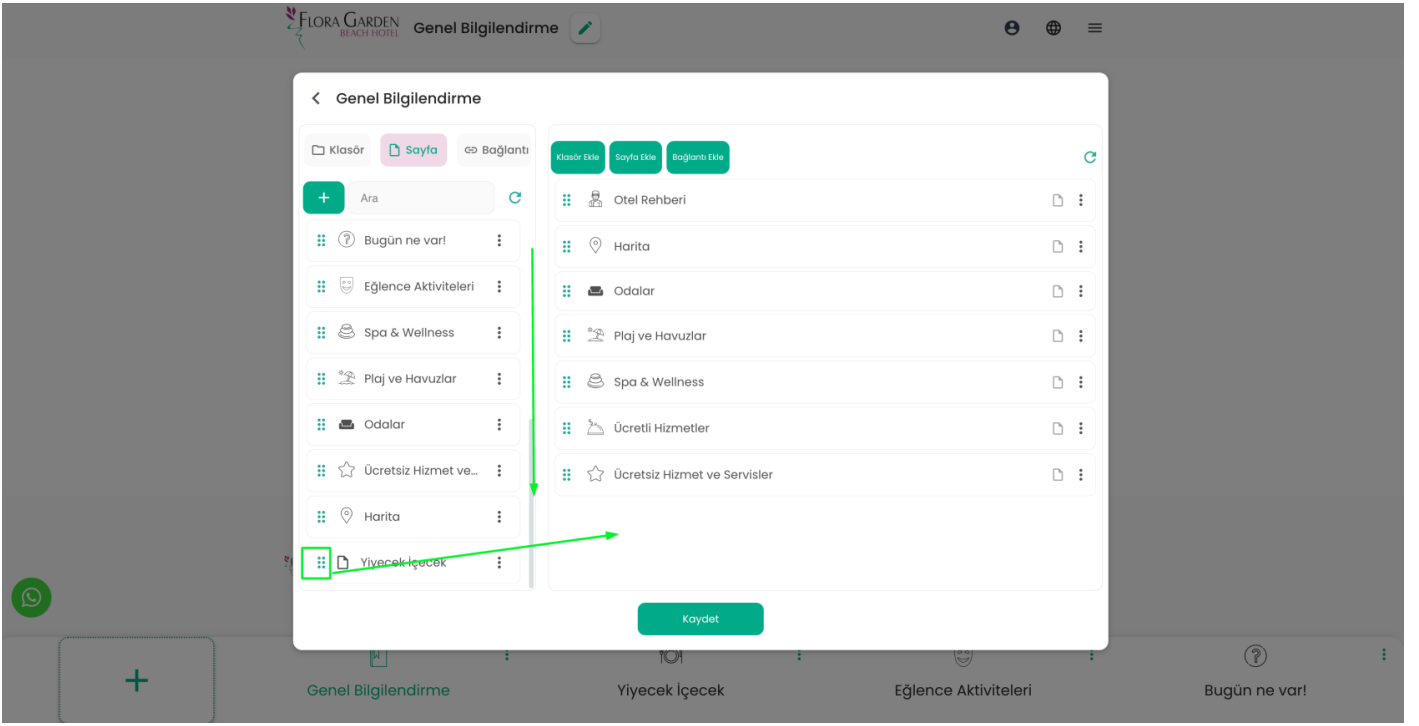 FLORA GARDEN
BEACH HOTEL
Genel Bilgilendirme
Genel Bilgilendirme
Klasör
Sayfa
Bağlantı
Ara
Bugün ne var!
Eğlence Aktiviteleri
Spa & Wellness
Plaj ve Havuzlar
Odalar
Ücretsiz Hizmet ve...
Harita
Yiyecek İçecek
Klasör Ekle
Sayfa Ekle
Bağlantı Ekle
Otel Rehberi
Harita
Odalar
Plaj ve Havuzlar
Spa & Wellness
Ücretli Hizmetler
Ücretsiz Hizmet ve Servisler
Kaydet
Genel Bilgilendirme
Yiyecek İçecek
Eğlence Aktiviteleri
Bugün ne var!